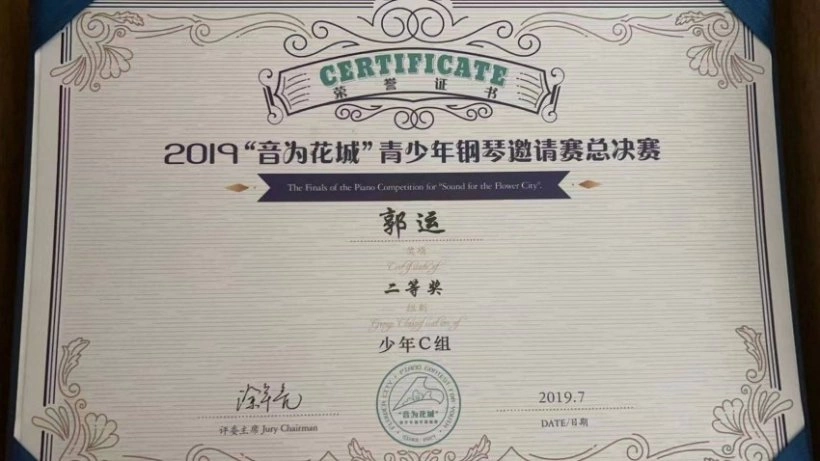 CERTIFICATE
荣誉证书
2019“音为花城”青少年钢琴邀请赛总决赛
The Finals of the Piano Competition for "Sound for the Flower City".
郭运
奖项
Certificate of
二等奖
组别
少年C组
"音为花城"
评委主席 Jury Chairman
2019.7
DATE/日期